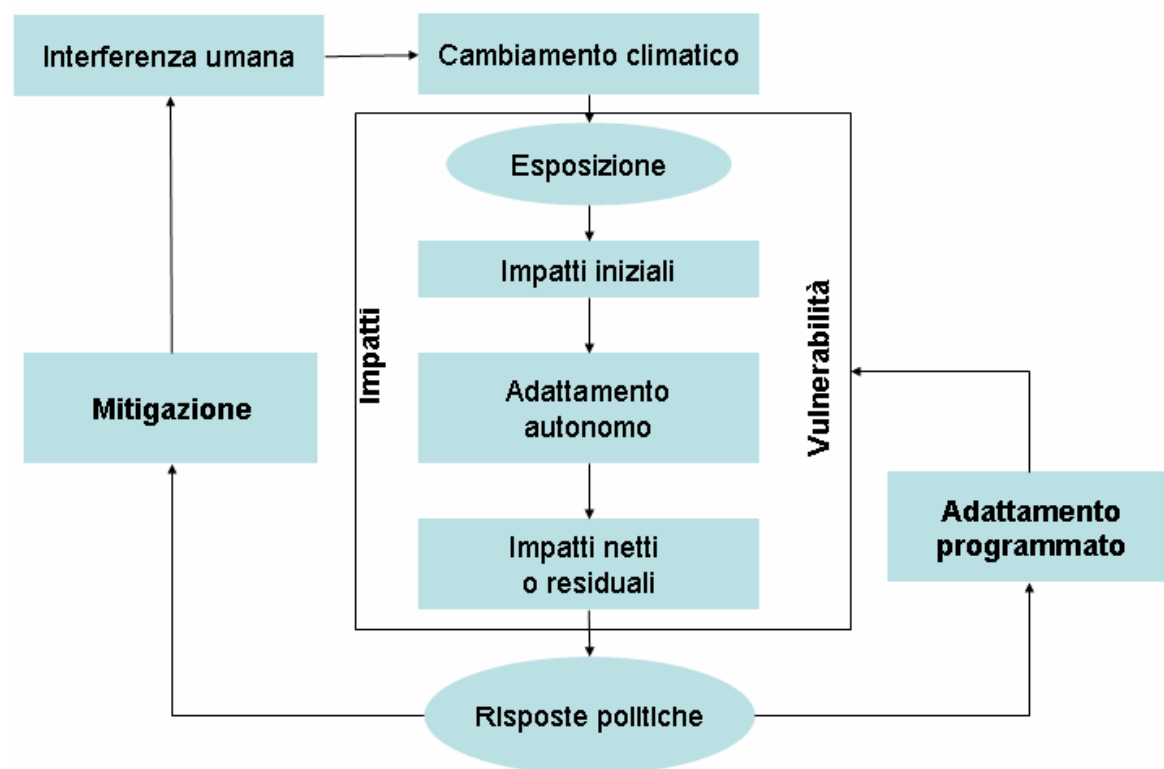 Interferenza umana
Cambiamento climatico
Esposizione
Impatti iniziali
Impatti
Vulnerabilità
Adattamento
autonomo
Mitigazione
Adattamento
programmato
Impatti netti
o residuali
Risposte politiche